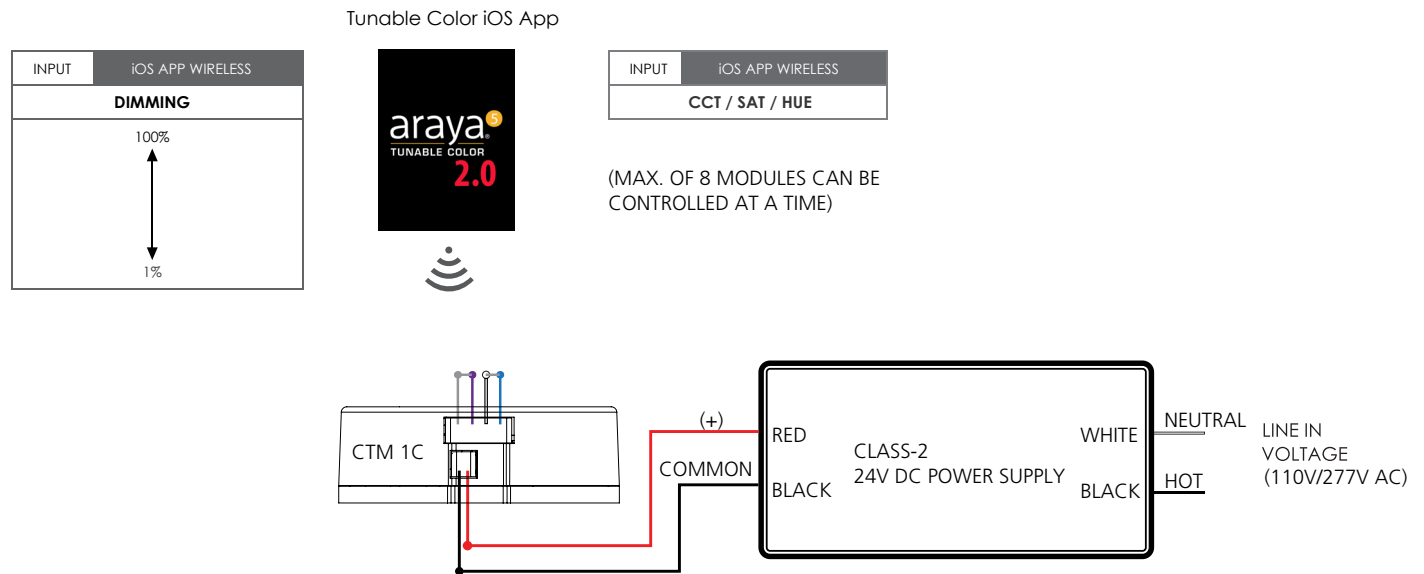 Tunable Color iOS App
INPUT iOS APP WIRELESS
DIMMING
100%
1%
araya 5
TUNABLE COLOR
2.0
INPUT iOS APP WIRELESS
CCT / SAT / HUE
(MAX. OF 8 MODULES CAN BE
CONTROLLED AT A TIME)
CTM 1C
(+)
COMMON
RED
BLACK
CLASS-2
24V DC POWER SUPPLY
WHITE
BLACK
NEUTRAL
HOT
LINE IN
VOLTAGE
(110V/277V AC)